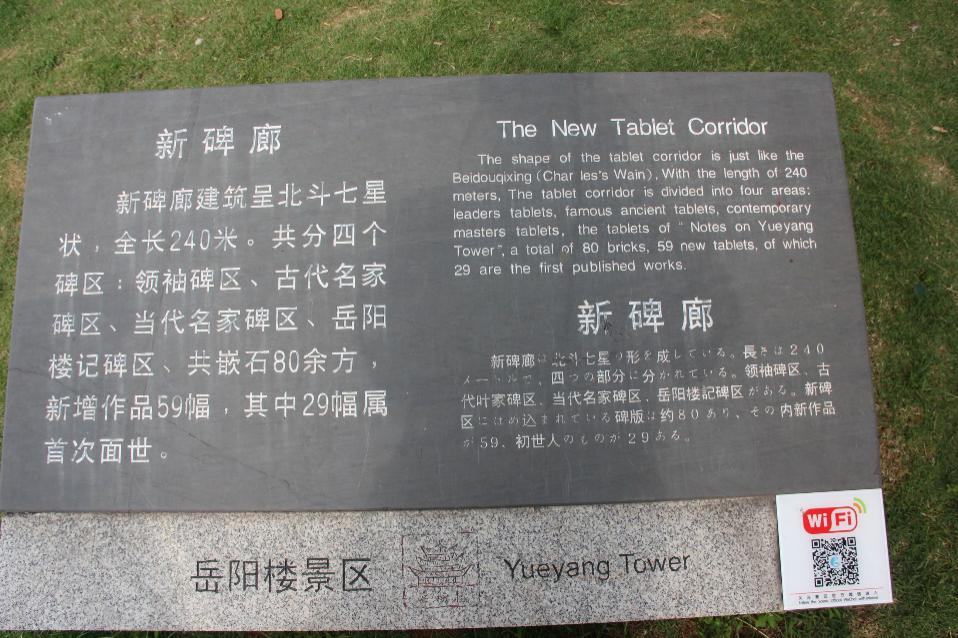 新碑廊
新碑廊建筑呈北斗七星
状，全长240米。共分四个
碑区：领袖碑区、古代名家
碑区、当代名家碑区、岳阳
楼记碑区、共嵌石80余方，
新增作品59幅，其中29幅属
首次面世。
The New Tablet Corridor
The shape of the tablet corridor is just like the
Beidouqixing (Char les's Wain), With the length of 240
meters, The tablet corridor is divided into four areas:
leaders tablets, famous ancient tablets, contemporary
masters tablets, the tablets of " Notes on Yueyang
Tower", a total of 80 bricks, 59 new tablets, of which
29 are the first published works.
新碑廊
新碑廊は北斗七星の形を成している。長さは240
メートルで、四つの部分に分かれている。领袖碑区、古
代叶家碑区、当代名家碑区、岳阳楼記碑区がある。新碑
区にはめ込まれている碑版は约80あり、その内新作品
が59、初世人のものが29ある。
岳阳楼景区
Yueyang Tower
WiFi